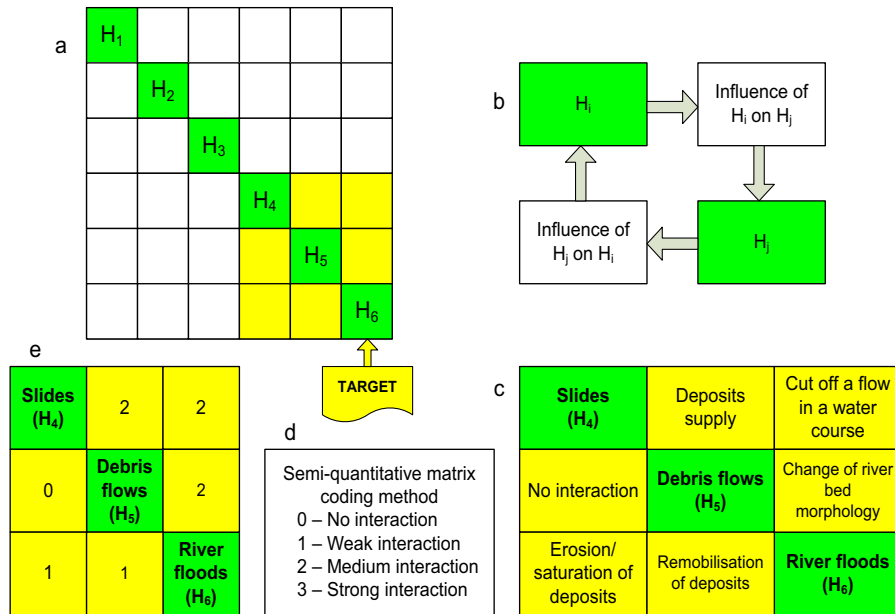 a
H₁
H₂
H₃
H₄
H₅
H₆
TARGET
b
Hᵢ
Influence of
Hᵢ on Hⱼ
Influence of
Hⱼ on Hᵢ
Hⱼ
e
Slides
(H₄)
2
2
0
Debris
flows
(H₅)
2
1
1
River
floods
(H₆)
d
Semi-quantitative matrix
coding method
0 – No interaction
1 – Weak interaction
2 – Medium interaction
3 – Strong interaction
c
Slides
(H₄)
Deposits
supply
Cut off a flow
in a water
course
No interaction
Debris flows
(H₅)
Change of river
bed
morphology
Erosion/
saturation of
deposits
Remobilisation
of deposits
River floods
(H₆)